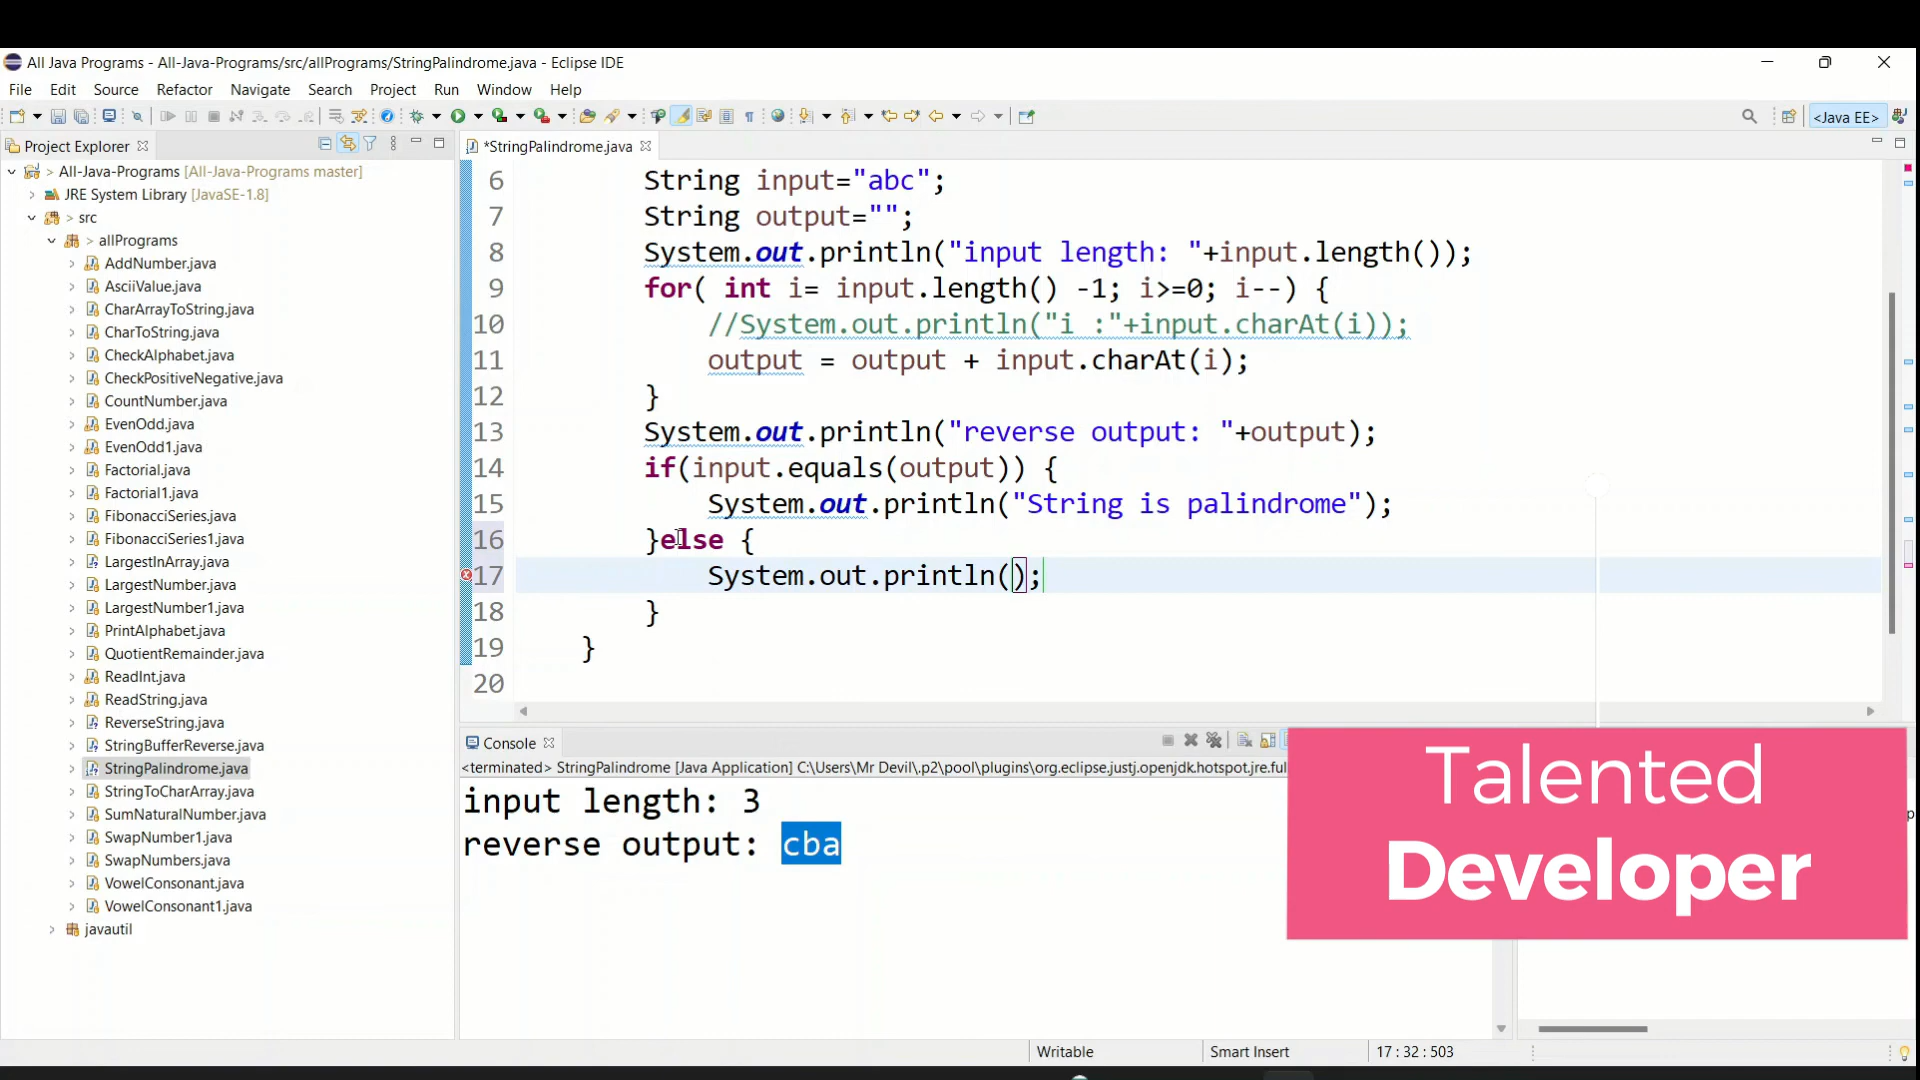 All Java Programs - All-Java-Programs/src/allPrograms/StringPalindrome.java - Eclipse IDE
File Edit Source Refactor Navigate Search Project Run Window Help
<Java EE>
Project Explorer
*StringPalindrome.java
> All-Java-Programs [All-Java-Programs master]
JRE System Library [JavaSE-1.8]
> src
> allPrograms
AddNumber.java
AsciiValue.java
CharArrayToString.java
CharToString.java
CheckAlphabet.java
CheckPositiveNegative.java
CountNumber.java
EvenOdd.java
EvenOdd1.java
Factorial.java
Factorial1.java
FibonacciSeries.java
FibonacciSeries1.java
LargestInArray.java
LargestNumber.java
LargestNumber1.java
PrintAlphabet.java
QuotientRemainder.java
ReadInt.java
ReadString.java
ReverseString.java
StringBufferReverse.java
StringPalindrome.java
StringToCharArray.java
SumNaturalNumber.java
SwapNumber1.java
SwapNumbers.java
VowelConsonant.java
VowelConsonant1.java
javautil
6 String input="abc";
7 String output="";
8 System.out.println("input length: "+input.length());
9 for( int i= input.length() -1; i>=0; i--) {
10 //System.out.println("i :"+input.charAt(i));
11 output = output + input.charAt(i);
12 }
13 System.out.println("reverse output: "+output);
14 if(input.equals(output)) {
15 System.out.println("String is palindrome");
16 }else {
17 System.out.println();
18 }
19 }
20
Console
<terminated> StringPalindrome [Java Application] C:\Users\Mr Devil\.p2\pool\plugins\org.eclipse.justj.openjdk.hotspot.jre.ful
input length: 3
reverse output: cba
Talented
Developer
Writable Smart Insert 17 : 32 : 503